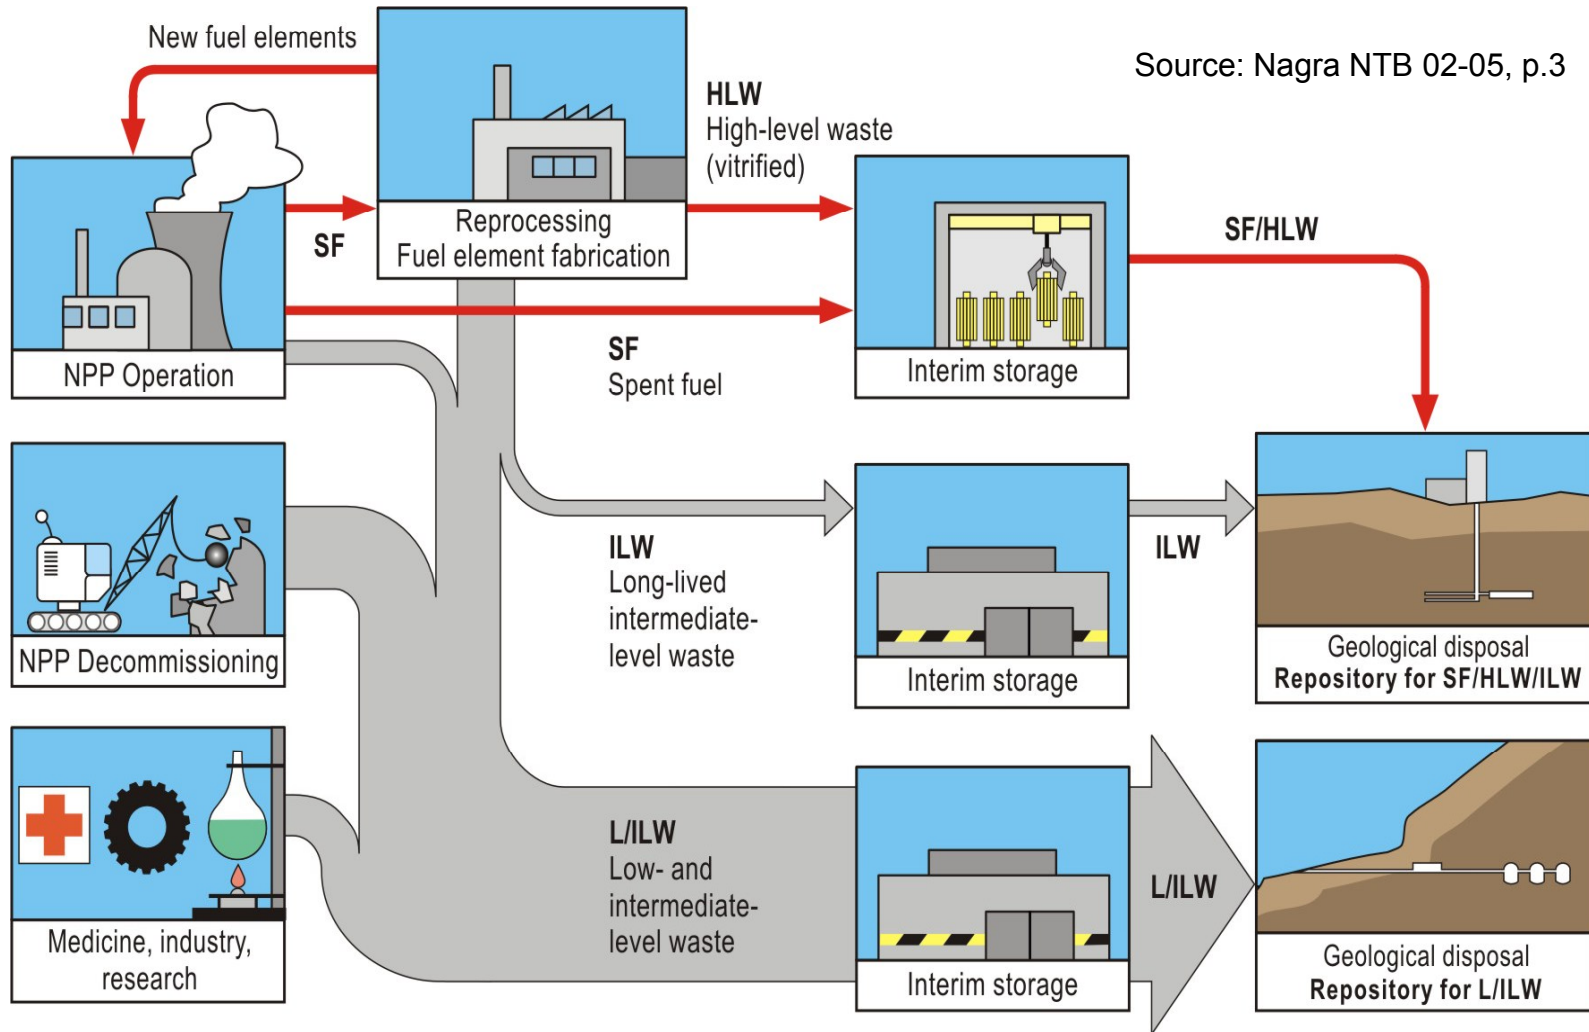 New fuel elements
Source: Nagra NTB 02-05, p.3
HLW
High-level waste
(vitrified)
SF
Reprocessing
Fuel element fabrication
SF/HLW
NPP Operation
SF
Spent fuel
Interim storage
NPP Decommissioning
ILW
Long-lived
intermediate-
level waste
Interim storage
ILW
Geological disposal
Repository for SF/HLW/ILW
Medicine, industry,
research
L/ILW
Low- and
intermediate-
level waste
Interim storage
L/ILW
Geological disposal
Repository for L/ILW